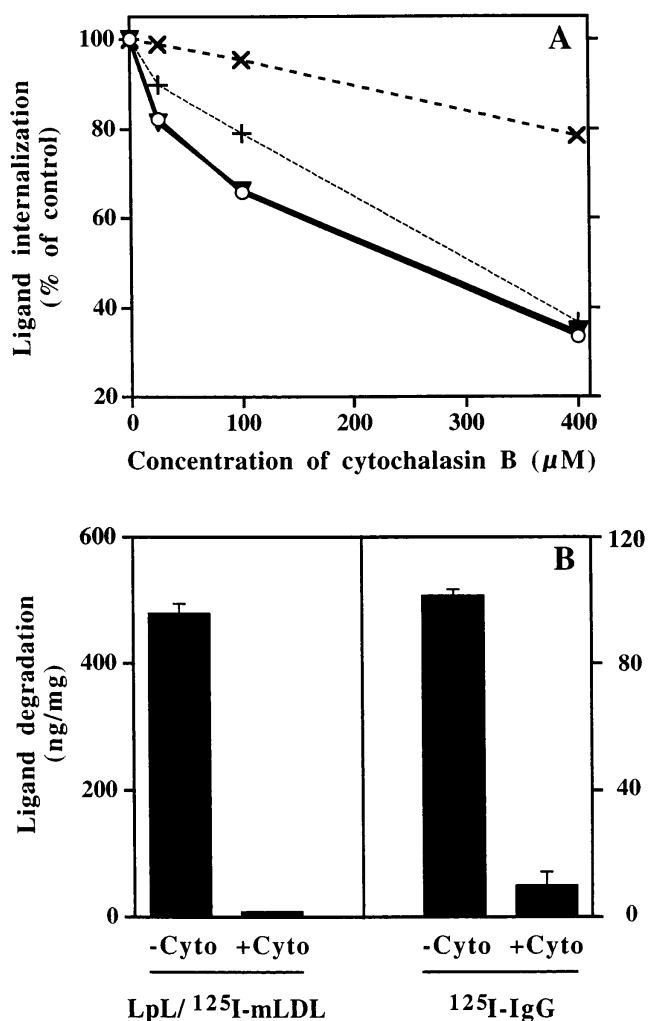 A
100
80
60
40
20
Ligand internalization
(% of control)
0 100 200 300 400
Concentration of cytochalasin B (µM)
B
600
400
200
0
120
80
40
0
Ligand degradation
(ng/mg)
-Cyto +Cyto -Cyto +Cyto
LpL/ 125I-mLDL 125I-IgG